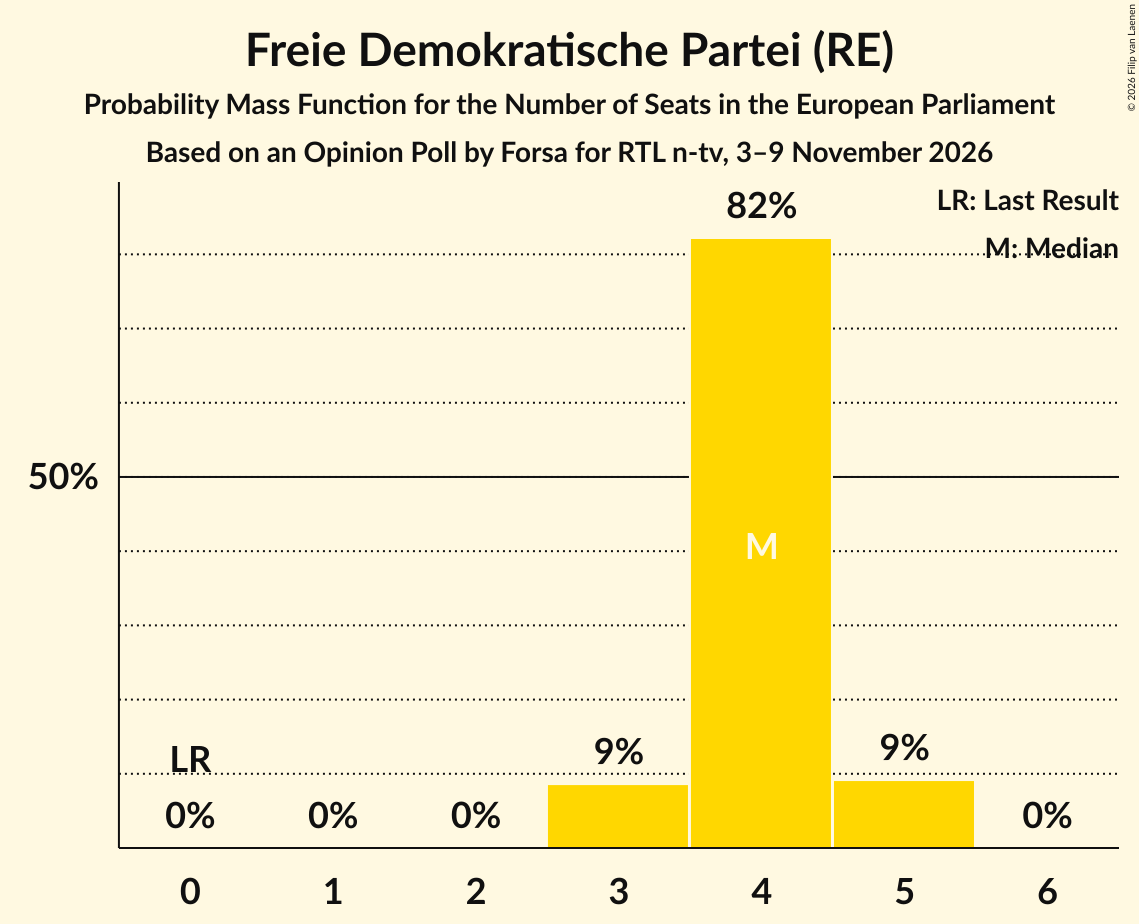 Freie Demokratische Partei (RE)
Probability Mass Function for the Number of Seats in the European Parliament
Based on an Opinion Poll by Forsa for RTL n-tv, 3–9 November 2026
© 2026 Filip van Laenen
LR: Last Result
M: Median
82%
50%
M
LR
9%
9%
0%
0%
0%
0%
0
1
2
3
4
5
6